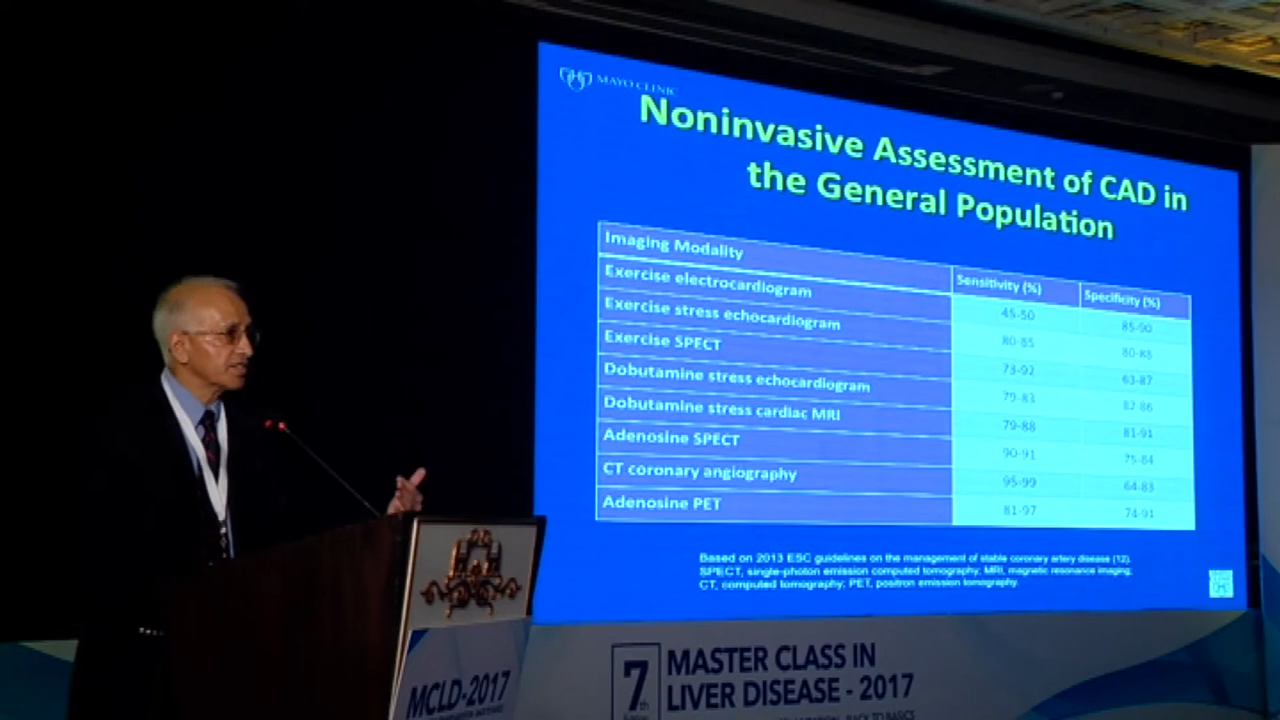 MAYO CLINIC
Noninvasive Assessment of CAD in
the General Population
Imaging Modality Sensitivity (%) Specificity (%)
Exercise electrocardiogram 45-50 85-90
Exercise stress echocardiogram 80-85 80-88
Exercise SPECT 73-92 63-87
Dobutamine stress echocardiogram 79-83 82-86
Dobutamine stress cardiac MRI 79-88 81-91
Adenosine SPECT 90-91 75-84
CT coronary angiography 95-99 64-83
Adenosine PET 81-97 74-91
Based on 2013 ESC guidelines on the management of stable coronary artery disease (12).
SPECT, single-photon emission computed tomography; MRI, magnetic resonance imaging;
CT, computed tomography; PET, positron emission tomography.
MCLD-2017
7th
MASTER CLASS IN
LIVER DISEASE - 2017
BACK TO BASICS